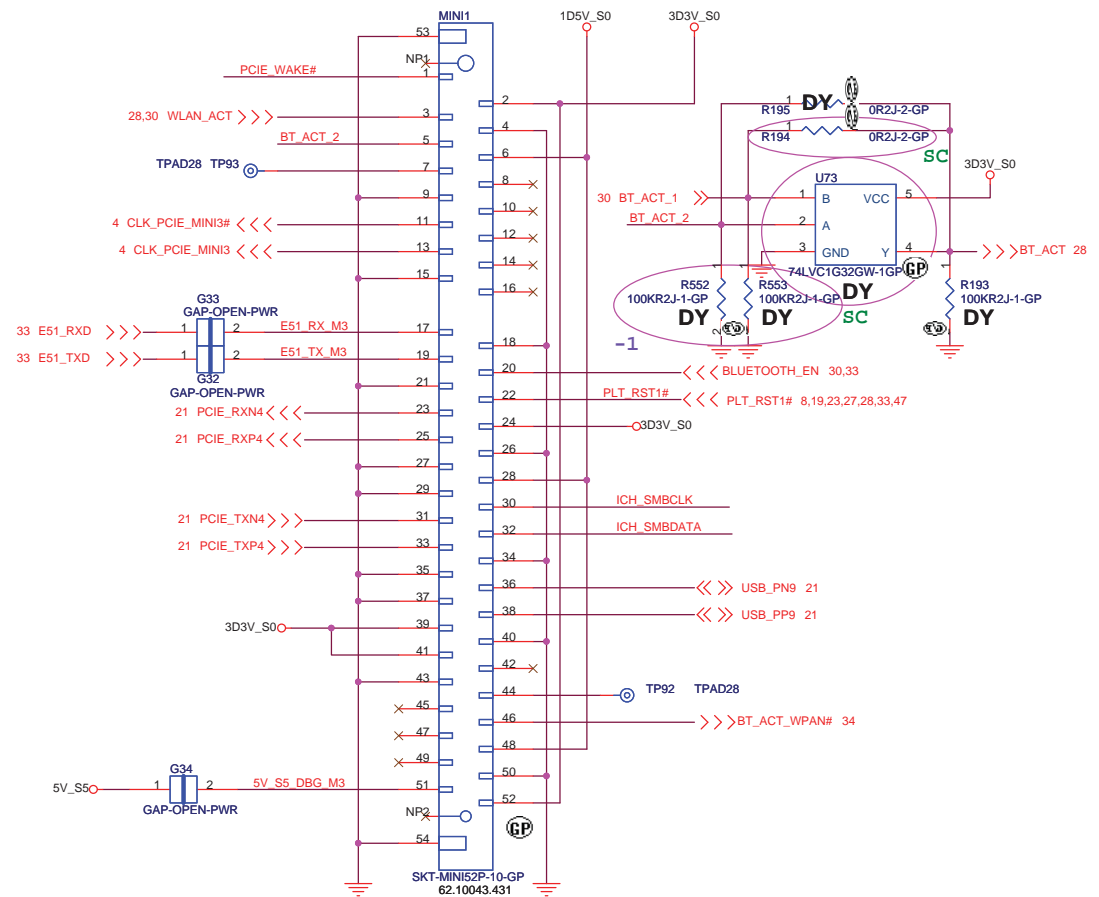 MINI1
1D5V_S0
3D3V_S0
53
NP1
PCIE_WAKE#
1
2
28,30 WLAN_ACT
3
4
BT_ACT_2
5
6
TPAD28 TP93
7
8
9
10
4 CLK_PCIE_MINI3#
11
12
4 CLK_PCIE_MINI3
13
14
15
16
G33
GAP-OPEN-PWR
33 E51_RXD
1
2
E51_RX_M3
17
18
33 E51_TXD
1
2
E51_TX_M3
19
20
BLUETOOTH_EN 30,33
G32
GAP-OPEN-PWR
21
22
PLT_RST1#
PLT_RST1# 8,19,23,27,28,33,47
21 PCIE_RXN4
23
24
3D3V_S0
21 PCIE_RXP4
25
26
27
28
29
30
ICH_SMBCLK
21 PCIE_TXN4
31
32
ICH_SMBDATA
21 PCIE_TXP4
33
34
35
36
USB_PN9 21
37
38
USB_PP9 21
3D3V_S0
39
40
41
42
43
44
TP92 TPAD28
45
46
BT_ACT_WPAN# 34
47
48
49
50
G34
5V_S5
1
2
5V_S5_DBG_M3
51
52
GAP-OPEN-PWR
NP2
GP
54
SKT-MINI52P-10-GP
62.10043.431
1
DY
R195
0R2J-2-GP
1
R194
0R2J-2-GP
SC
3D3V_S0
U73
30 BT_ACT_1
1
B
VCC
5
BT_ACT_2
2
A
3
GND
Y
4
BT_ACT 28
74LVC1G32GW-1GP
GP
DY
SC
1
R552
100KR2J-1-GP
DY
2
1
R553
100KR2J-1-GP
DY
-1
1
R193
100KR2J-1-GP
DY